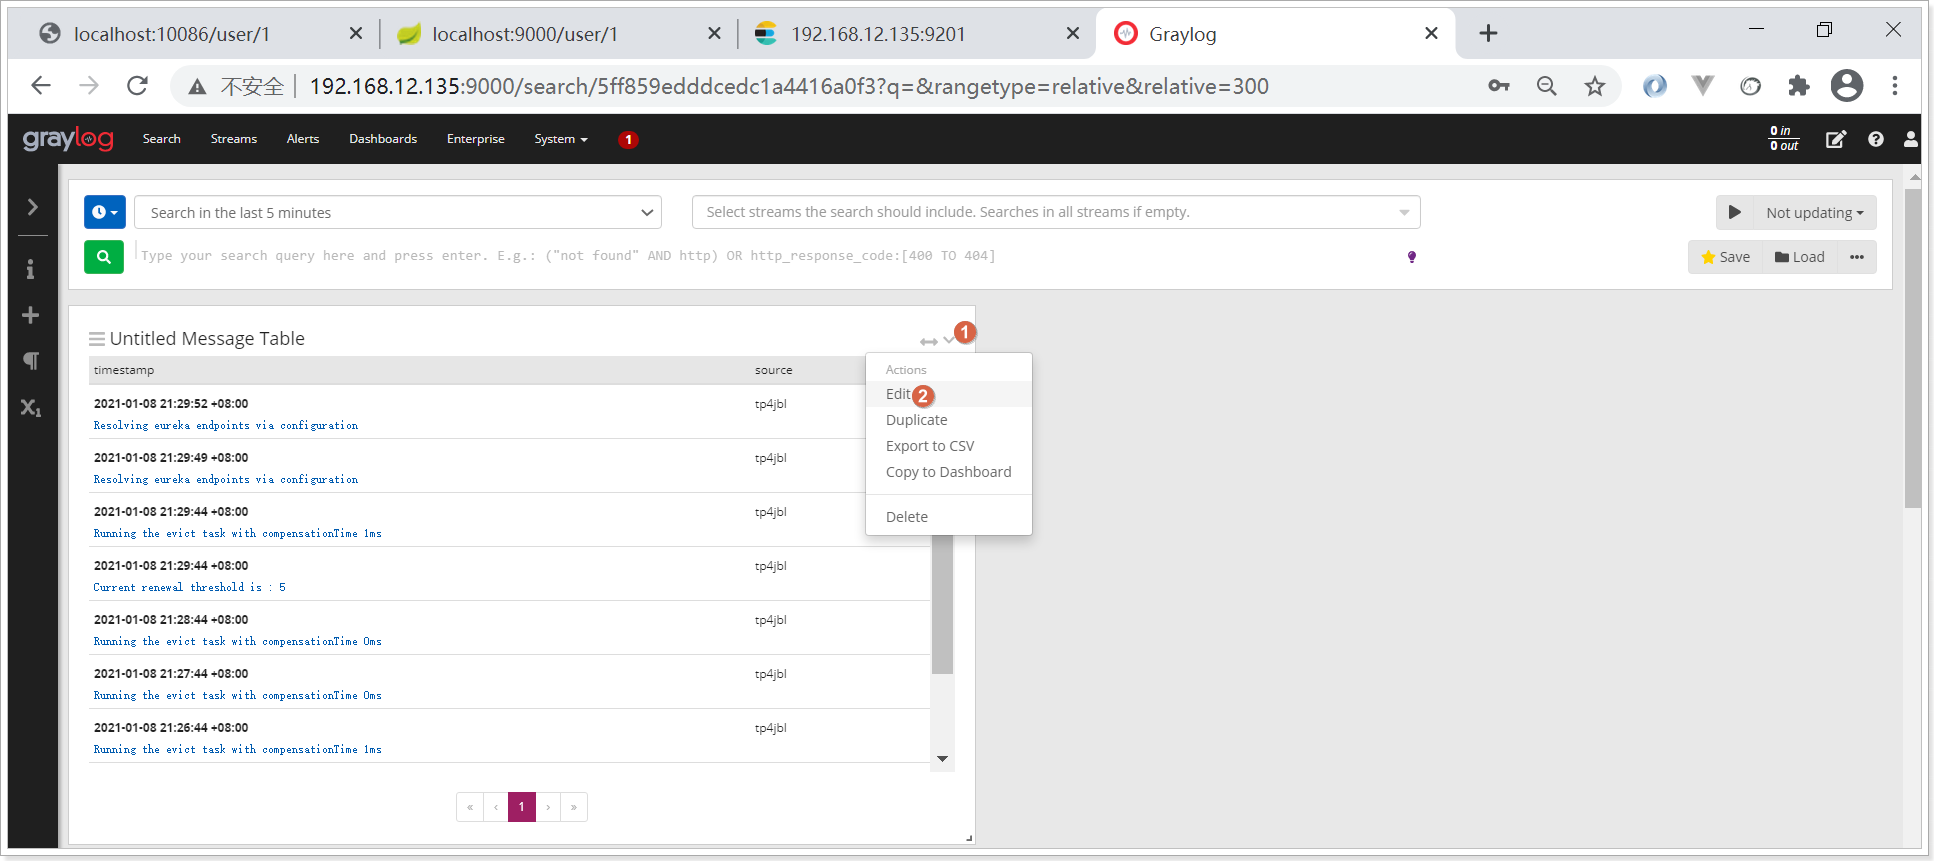 localhost:10086/user/1
localhost:9000/user/1
192.168.12.135:9201
Graylog
不安全 192.168.12.135:9000/search/5ff859edddcedc1a4416a0f3?q=&rangetype=relative&relative=300
graylog Search Streams Alerts Dashboards Enterprise System 1 0 in
0 out
Search in the last 5 minutes
Select streams the search should include. Searches in all streams if empty.
Not updating
Type your search query here and press enter. E.g.: ("not found" AND http) OR http_response_code:[400 TO 404]
Save Load
Untitled Message Table
1
timestamp source
Actions
Edit 2
Duplicate
Export to CSV
Copy to Dashboard
Delete
2021-01-08 21:29:52 +08:00 tp4jbl
Resolving eureka endpoints via configuration
2021-01-08 21:29:49 +08:00 tp4jbl
Resolving eureka endpoints via configuration
2021-01-08 21:29:44 +08:00 tp4jbl
Running the evict task with compensationTime 1ms
2021-01-08 21:29:44 +08:00 tp4jbl
Current renewal threshold is : 5
2021-01-08 21:28:44 +08:00 tp4jbl
Running the evict task with compensationTime 0ms
2021-01-08 21:27:44 +08:00 tp4jbl
Running the evict task with compensationTime 0ms
2021-01-08 21:26:44 +08:00 tp4jbl
Running the evict task with compensationTime 1ms
« ‹ 1 › »